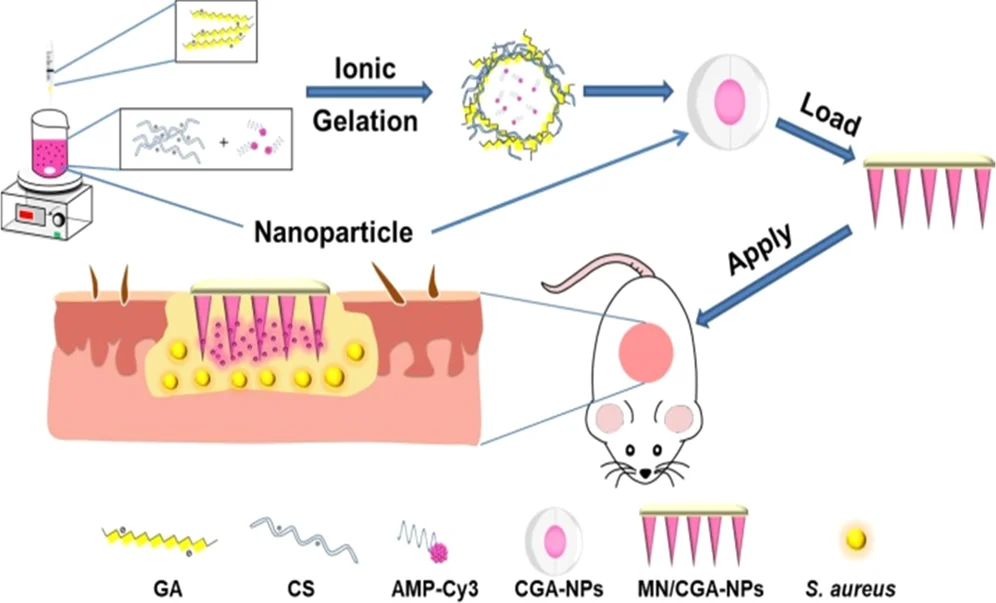 Ionic
Gelation
Load
Nanoparticle
Apply
GA
CS
AMP-Cy3
CGA-NPs
MN/CGA-NPs
S. aureus